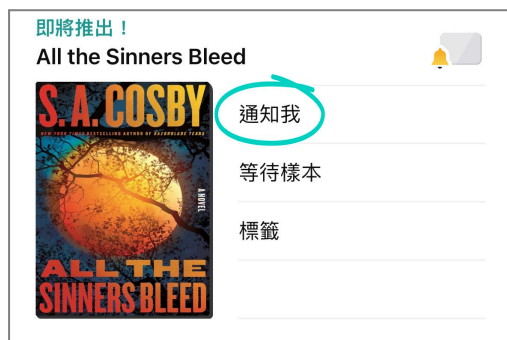 即將推出！
All the Sinners Bleed
S.A. COSBY
NEW YORK TIMES BESTSELLING AUTHOR OF RAZORBLADE TEARS
A NOVEL
ALL THE
SINNERS BLEED
通知我
等待樣本
標籤